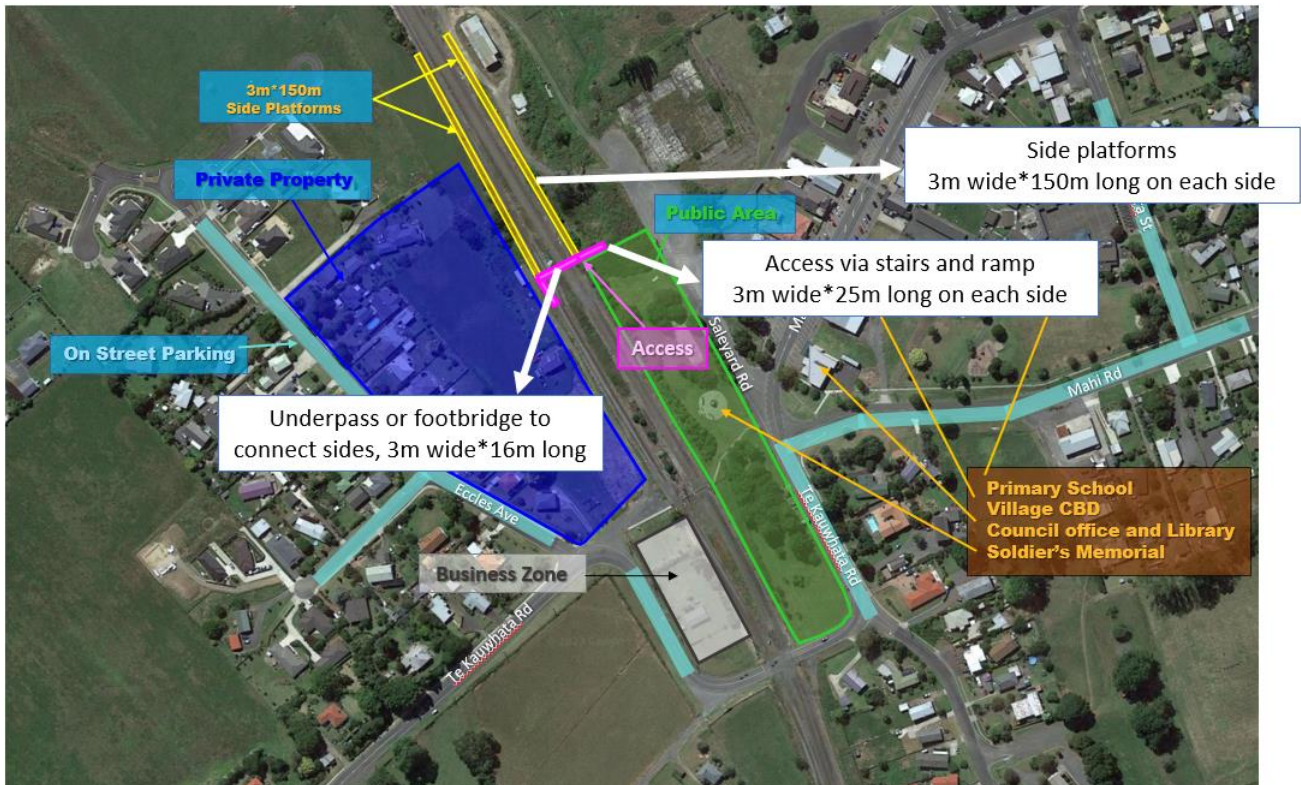 3m*150m
Side Platforms
Private Property
Public Area
Side platforms
3m wide*150m long on each side
Access via stairs and ramp
3m wide*25m long on each side
Saleyard Rd
Access
On Street Parking
Mahi Rd
Underpass or footbridge to
connect sides, 3m wide*16m long
Eccles Ave
Te Kauwhata Rd
Primary School
Village CBD
Council office and Library
Soldier's Memorial
Business Zone
Te Kauwhata Rd